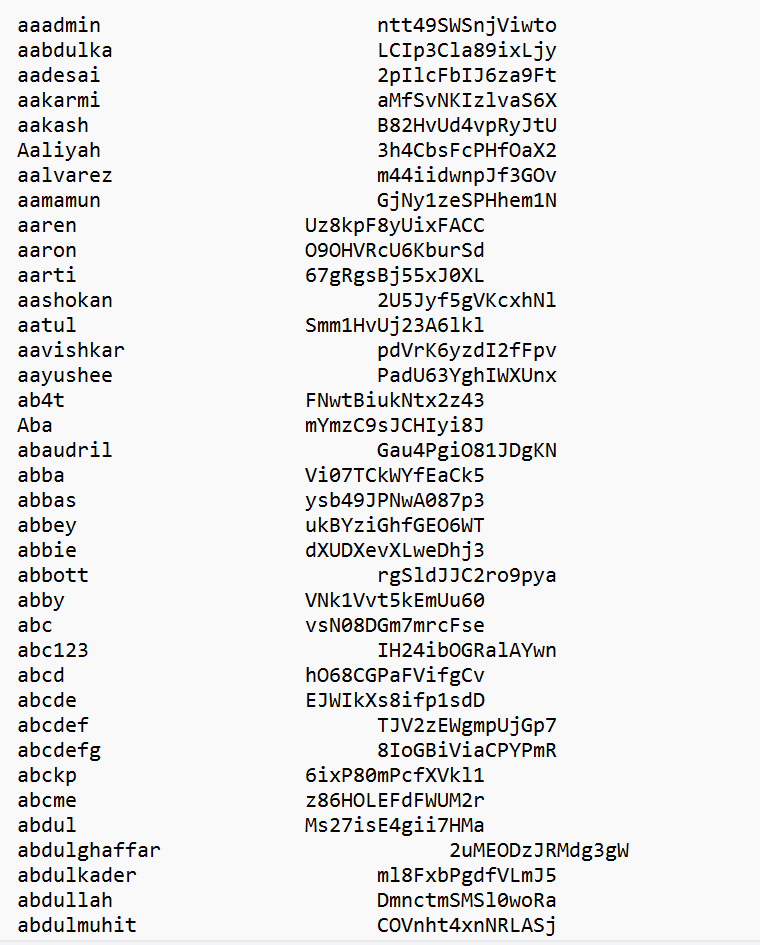 aaadmin ntt49SWSnjViwto
aabdulka LCIp3Cla89ixLjy
aadesai 2pIlcFbIJ6za9Ft
aakarmi aMfSvNKIzlvaS6X
aakash B82HvUd4vpRyJtU
Aaliyah 3h4CbsFcPHfOaX2
aalvarez m44iidwnpJf3GOv
aamamun GjNy1zeSPHhem1N
aaren Uz8kpF8yUixFACC
aaron O9OHVRcU6KburSd
aarti 67gRgsBj55xJ0XL
aashokan 2U5Jyf5gVKcxhNl
aatul Smm1HvUj23A6lkl
aavishkar pdVrK6yzdI2fFpv
aayushee PadU63YghIWXUnx
ab4t FNwtBiukNtx2z43
Aba mYmzC9sJCHIyi8J
abaudril Gau4PgiO81JDgKN
abba Vi07TCkWYfEaCk5
abbas ysb49JPNwA087p3
abbey ukBYziGhfGEO6WT
abbie dXUDXevXLweDhj3
abbott rgSldJJC2ro9pya
abby VNk1Vvt5kEmUu60
abc vsN08DGm7mrcFse
abc123 IH24ibOGRalAYwn
abcd hO68CGPaFVifgCv
abcde EJWIkXs8ifp1sdD
abcdef TJV2zEWgmpUjGp7
abcdefg 8IoGBiViaCPYPmR
abckp 6ixP80mPcfXVkl1
abcme z86HOLEFdFWUM2r
abdul Ms27isE4gii7HMa
abdulghaffar 2uMEODzJRMdg3gW
abdulkader ml8FxbPgdfVLmJ5
abdullah DmnctmSMSl0woRa
abdulmuhit COVnht4xnNRLASj